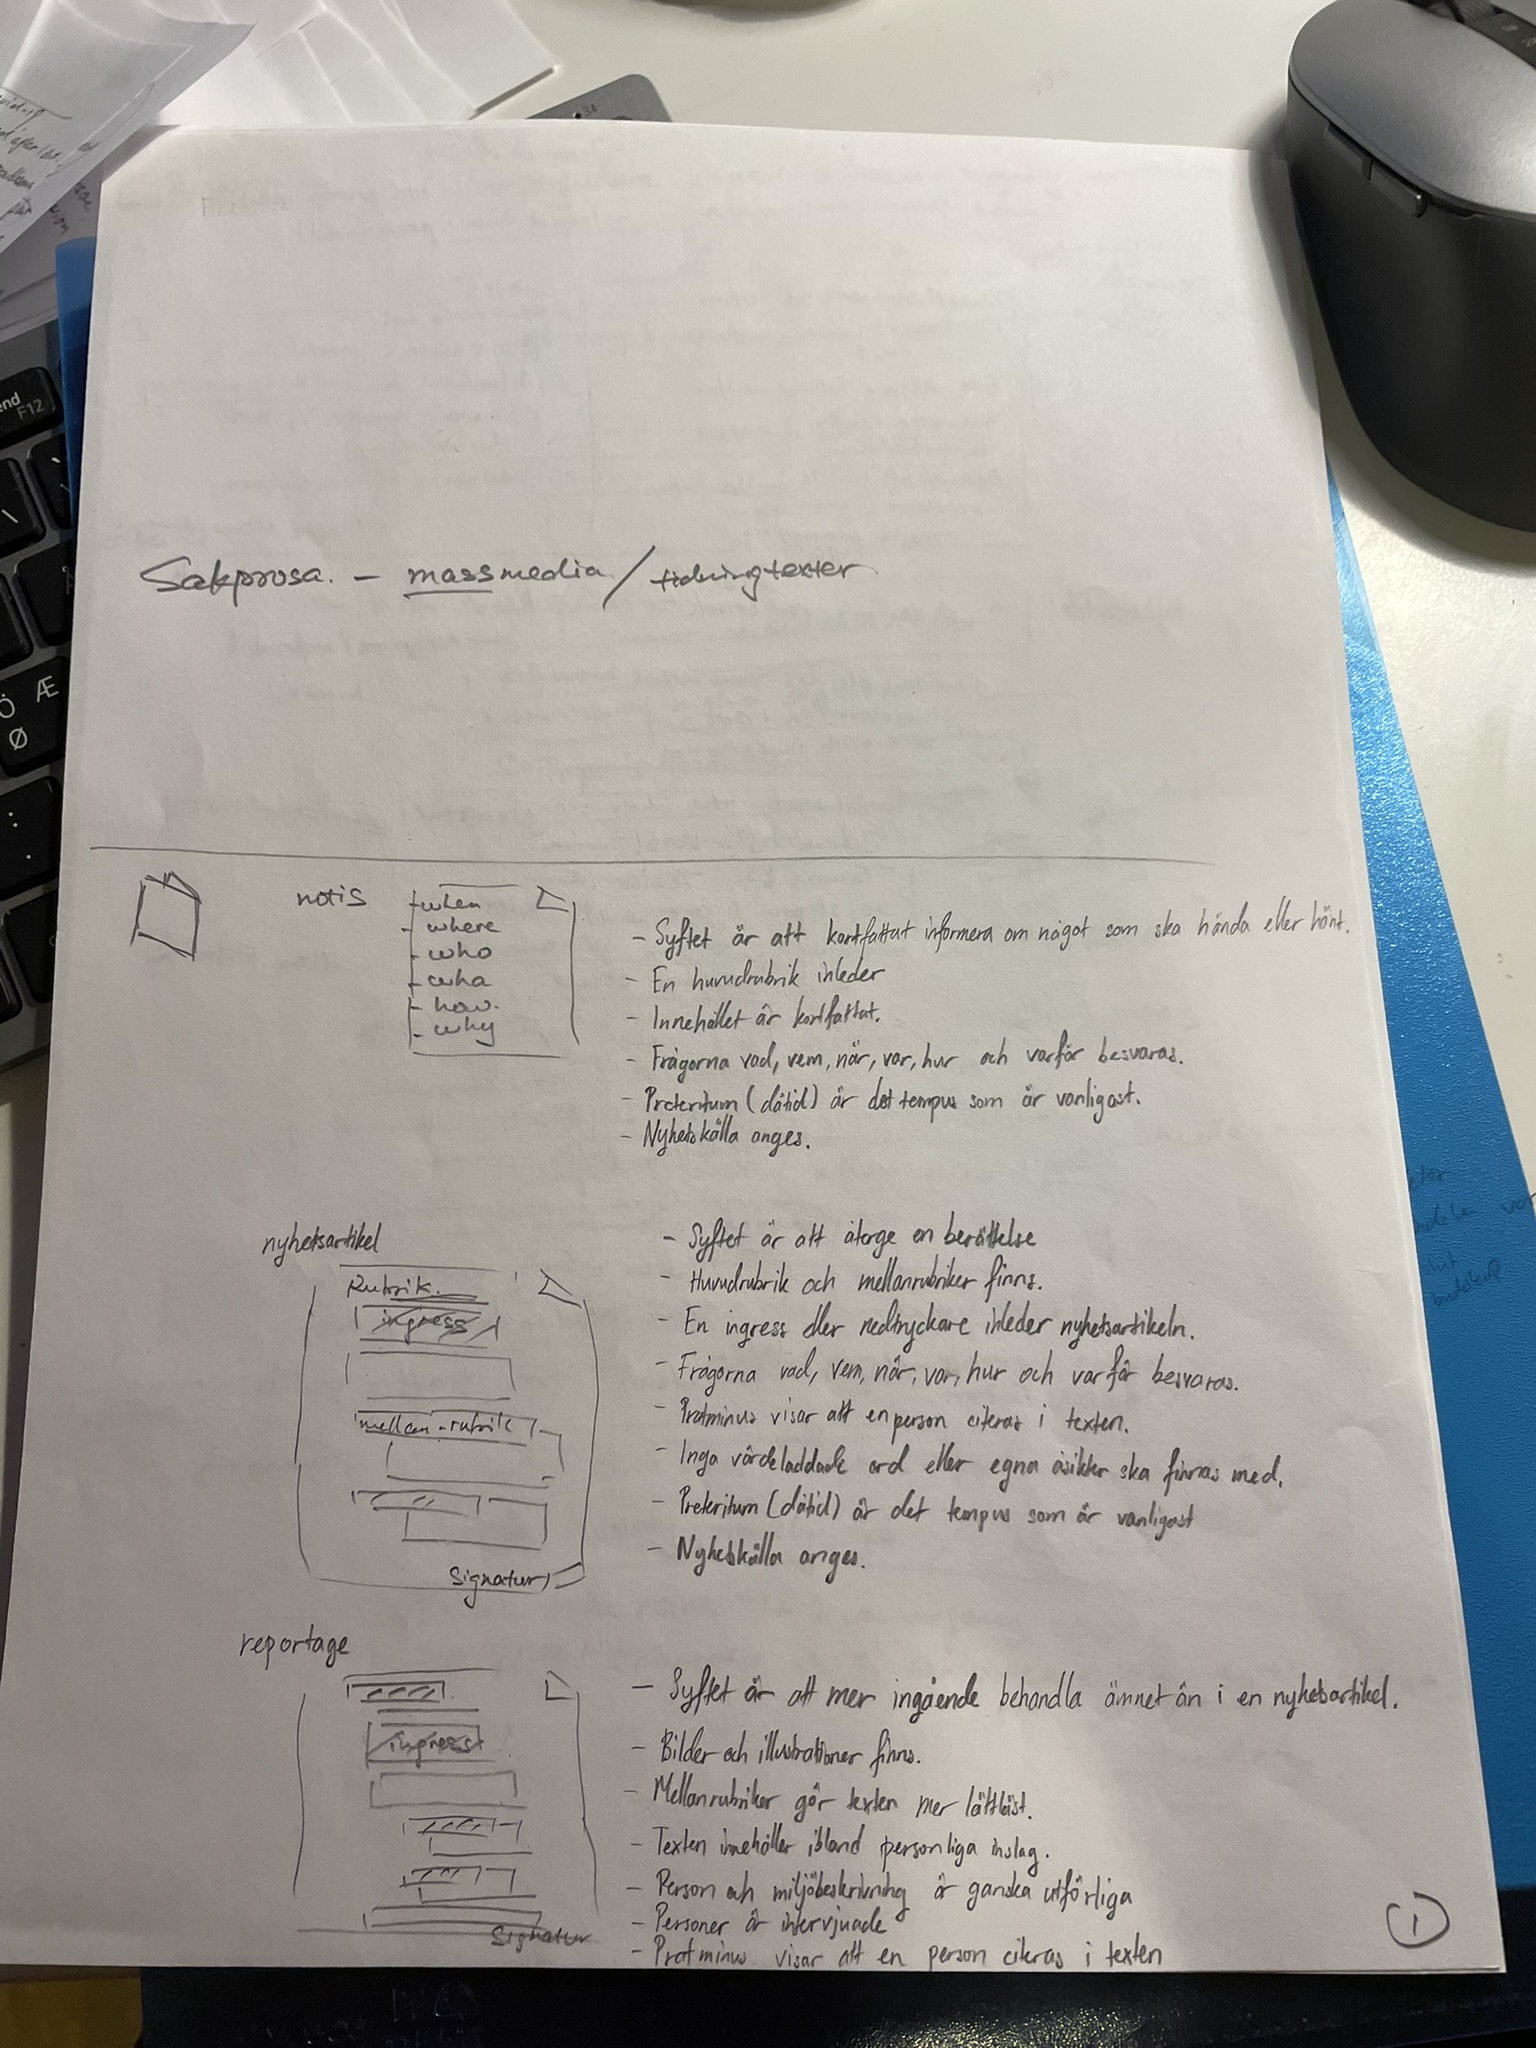 Sakprosa. - massmedia / tidningtexter
notis
- when
- where
- who
- wha
- how.
- why
- Syftet är att kortfattat informera om något som ska hända eller hänt.
- En huvudrubrik inleder
- Innehållet är kortfattat.
- Frågorna vad, vem, när, var, hur och varför besvaras.
- Preteritum (dåtid) är det tempus som är vanligast.
- Nyhetskälla anges.
nyhetsartikel
Rubrik.
ingress
mellan-rubrik
Signatur
- Syftet är att återge en berättelse
- Huvudrubrik och mellanrubriker finns.
- En ingress eller nedtryckare inleder nyhetsartikeln.
- Frågorna vad, vem, när, var, hur och varför besvaras.
- Pratminus visar att en person citeras i texten.
- Inga värdeladdade ord eller egna åsikter ska finnas med.
- Preteritum (dåtid) är det tempus som är vanligast
- Nyhetskälla anges.
reportage
ingress
Signatur
- Syftet är att mer ingående behandla ämnet än i en nyhetsartikel.
- Bilder och illustrationer finns.
- Mellanrubriker gör texten mer lättläst.
- Texten innehåller ibland personliga inslag.
- Person och miljöbeskrivning är ganska utförliga
- Personer är intervjuade
- Pratminus visar att en person citeras i texten
1
end
F12
Ö Æ
Ø